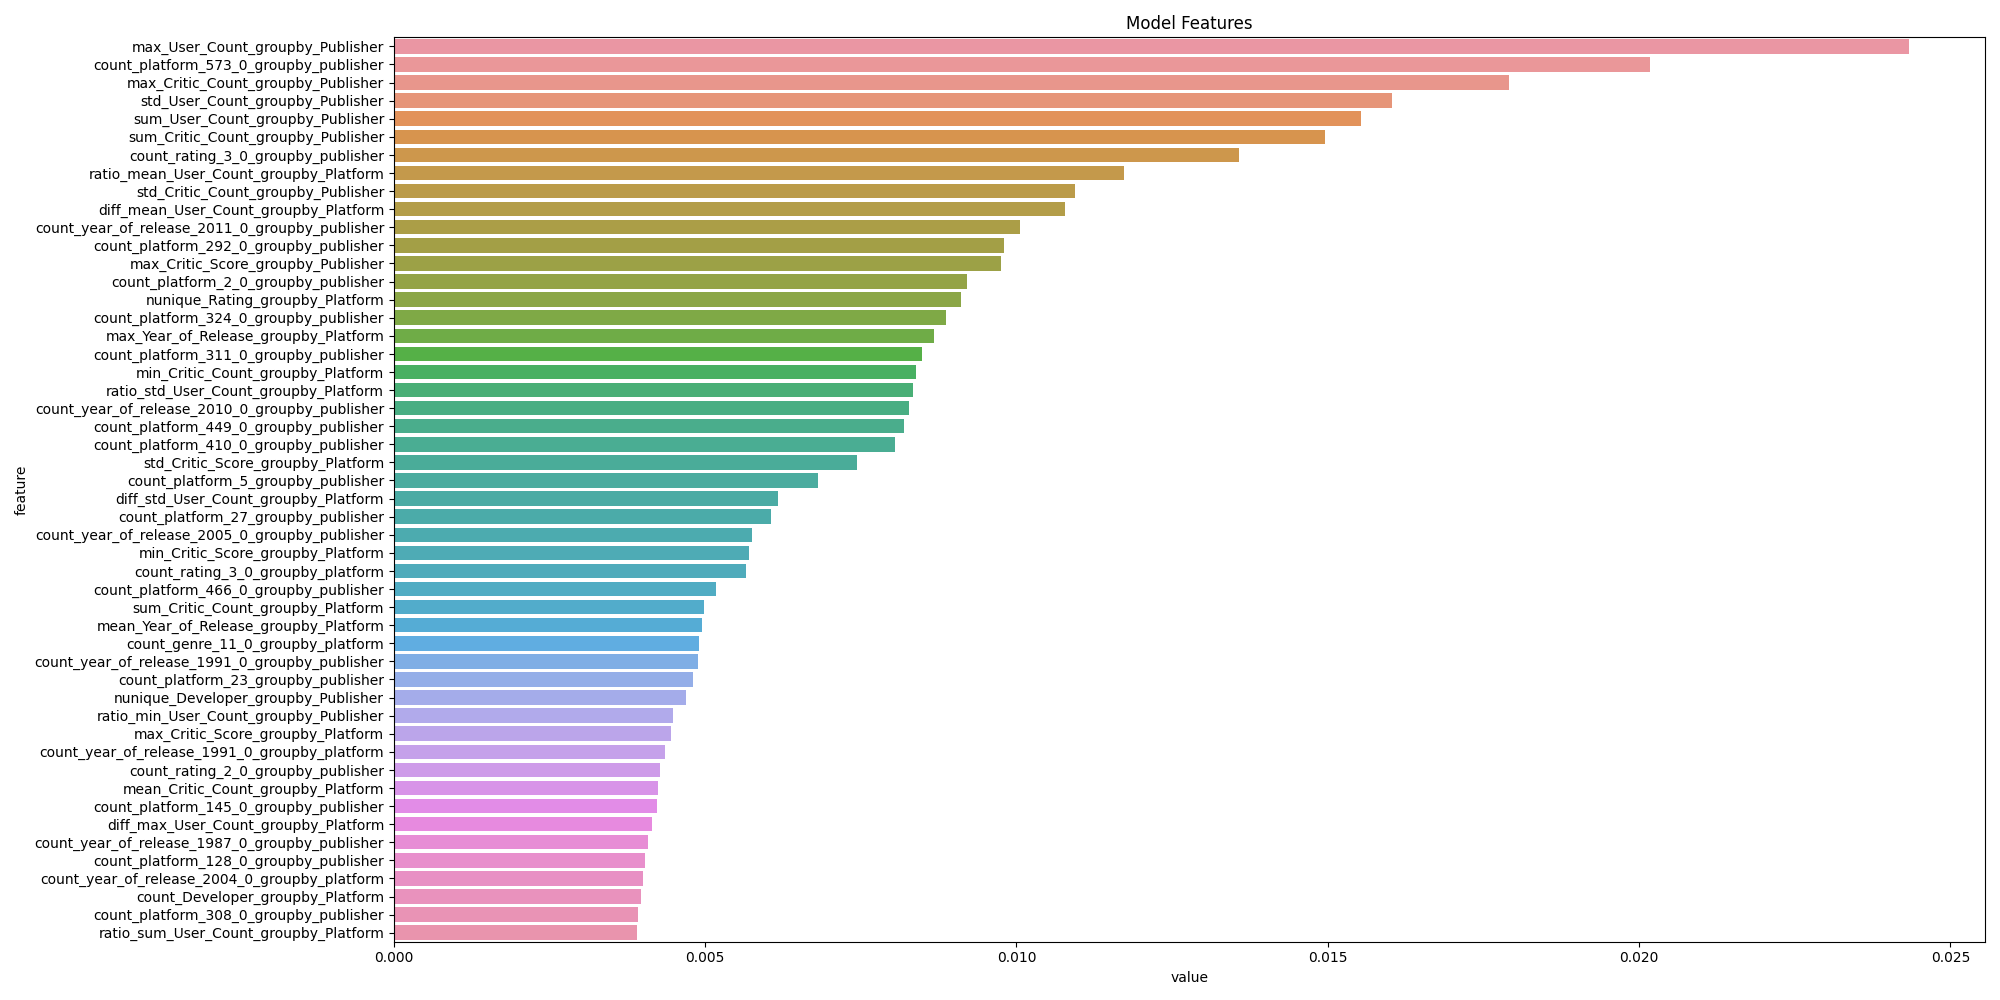 Model Features
max_User_Count_groupby_Publisher
count_platform_573_0_groupby_publisher
max_Critic_Count_groupby_Publisher
std_User_Count_groupby_Publisher
sum_User_Count_groupby_Publisher
sum_Critic_Count_groupby_Publisher
count_rating_3_0_groupby_publisher
ratio_mean_User_Count_groupby_Platform
std_Critic_Count_groupby_Publisher
diff_mean_User_Count_groupby_Platform
count_year_of_release_2011_0_groupby_publisher
count_platform_292_0_groupby_publisher
max_Critic_Score_groupby_Publisher
count_platform_2_0_groupby_publisher
nunique_Rating_groupby_Platform
count_platform_324_0_groupby_publisher
max_Year_of_Release_groupby_Platform
count_platform_311_0_groupby_publisher
min_Critic_Count_groupby_Platform
ratio_std_User_Count_groupby_Platform
count_year_of_release_2010_0_groupby_publisher
count_platform_449_0_groupby_publisher
count_platform_410_0_groupby_publisher
std_Critic_Score_groupby_Platform
count_platform_5_groupby_publisher
diff_std_User_Count_groupby_Platform
count_platform_27_groupby_publisher
count_year_of_release_2005_0_groupby_publisher
min_Critic_Score_groupby_Platform
count_rating_3_0_groupby_platform
count_platform_466_0_groupby_publisher
sum_Critic_Count_groupby_Platform
mean_Year_of_Release_groupby_Platform
count_genre_11_0_groupby_platform
count_year_of_release_1991_0_groupby_publisher
count_platform_23_groupby_publisher
nunique_Developer_groupby_Publisher
ratio_min_User_Count_groupby_Publisher
max_Critic_Score_groupby_Platform
count_year_of_release_1991_0_groupby_platform
count_rating_2_0_groupby_publisher
mean_Critic_Count_groupby_Platform
count_platform_145_0_groupby_publisher
diff_max_User_Count_groupby_Platform
count_year_of_release_1987_0_groupby_publisher
count_platform_128_0_groupby_publisher
count_year_of_release_2004_0_groupby_platform
count_Developer_groupby_Platform
count_platform_308_0_groupby_publisher
ratio_sum_User_Count_groupby_Platform
feature
0.000 0.005 0.010 0.015 0.020 0.025
value